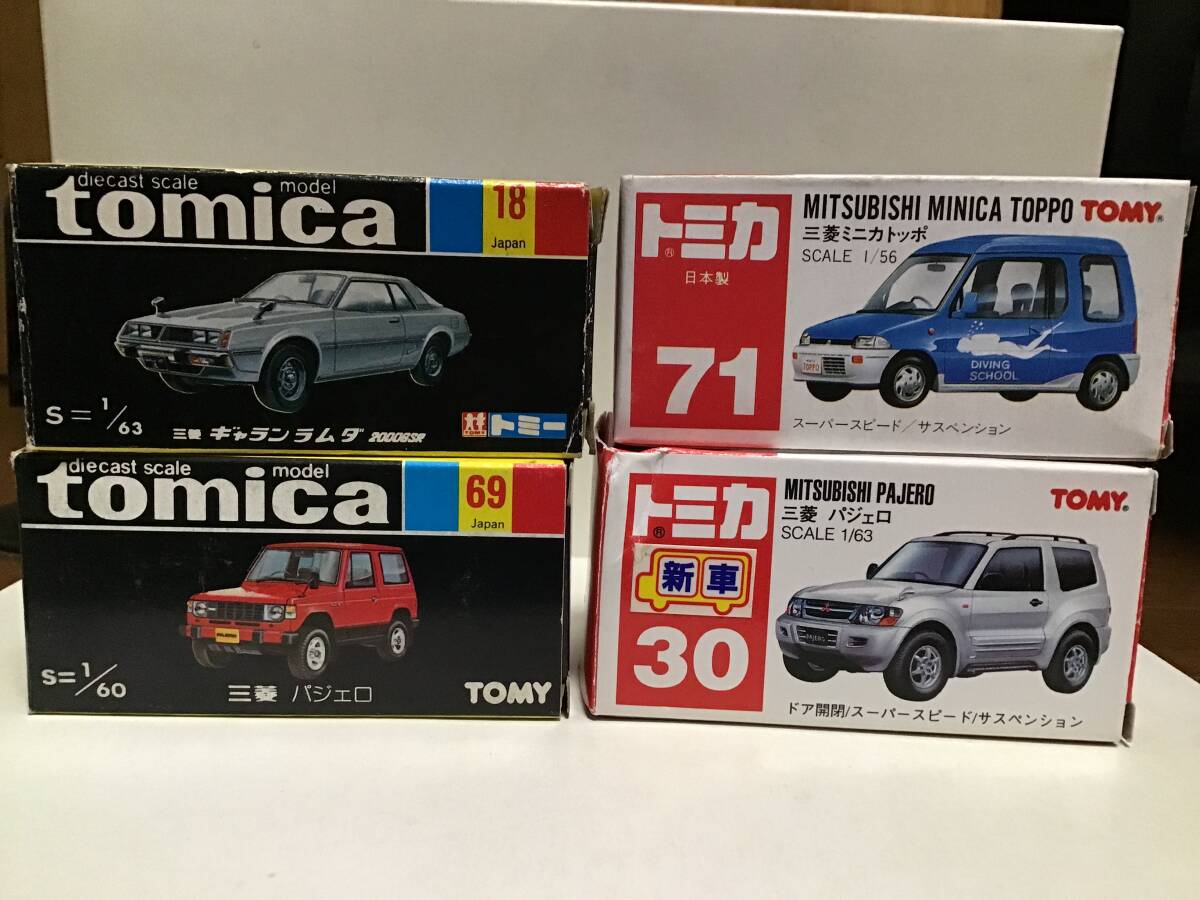 diecast scale model
tomica
18
Japan
S=1/63
三菱 ギャラン ラムダ 2000GSR
TOMY
トミー
diecast scale model
tomica
69
Japan
PAJERO
S=1/60
三菱 パジェロ
TOMY
トミカ
®
日本製
71
MITSUBISHI MINICA TOPPO TOMY®
三菱ミニカトッポ
SCALE 1/56
TOPPO
DIVING
SCHOOL
スーパースピード/サスペンション
トミカ
®
新車
30
MITSUBISHI PAJERO TOMY®
三菱 パジェロ
SCALE 1/63
PAJERO
ドア開閉/スーパースピード/サスペンション